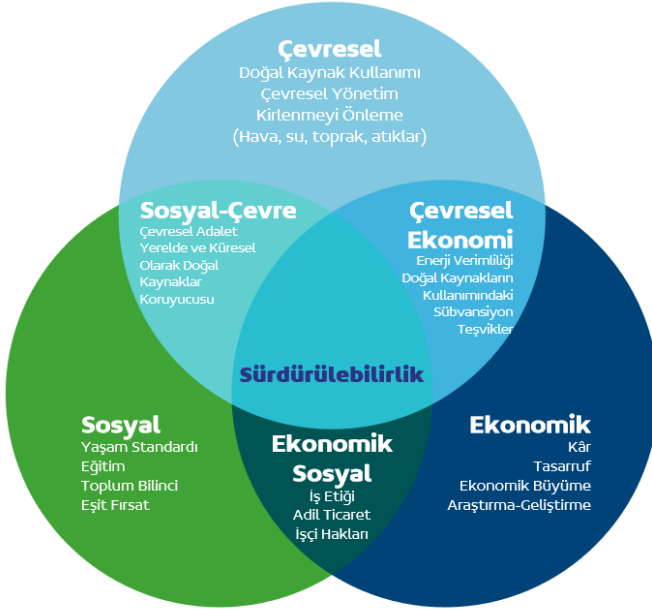 Çevresel
Doğal Kaynak Kullanımı
Çevresel Yönetim
Kirlenmeyi Önleme
(Hava, su, toprak, atıklar)
Sosyal-Çevre
Çevresel Adalet
Yerelde ve Küresel
Olarak Doğal
Kaynaklar
Koruyucusu
Çevresel
Ekonomi
Enerji Verimliliği
Doğal Kaynakların
Kullanımındaki
Sübvansiyon
Teşvikler
Sürdürülebilirlik
Sosyal
Yaşam Standardı
Eğitim
Toplum Bilinci
Eşit Fırsat
Ekonomik
Sosyal
İş Etiği
Adil Ticaret
İşçi Hakları
Ekonomik
Kâr
Tasarruf
Ekonomik Büyüme
Araştırma-Geliştirme